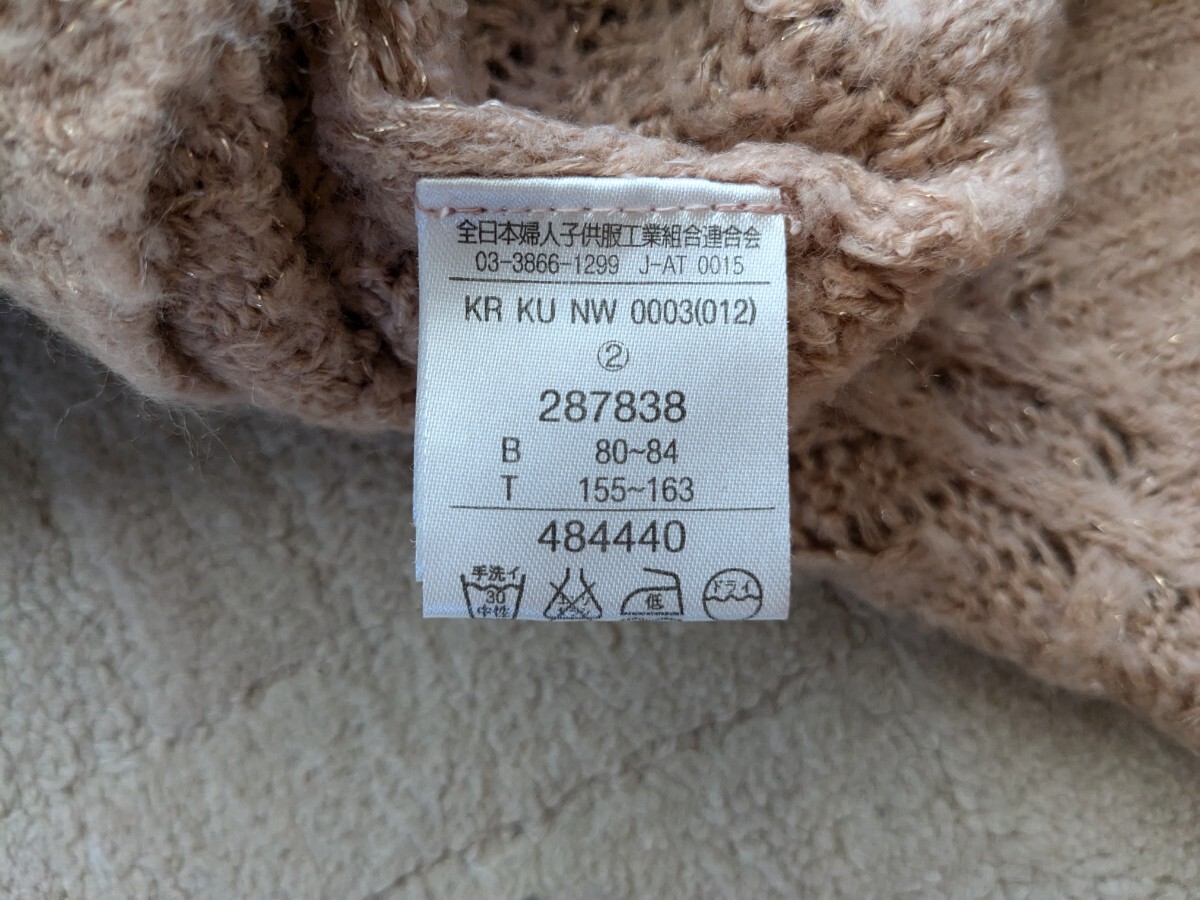 全日本婦人子供服工業組合連合会
03-3866-1299 J-AT 0015
KR KU NW 0003(012)
②
287838
B 80~84
T 155~163
484440
手洗イ
30
中性
低
ドライ